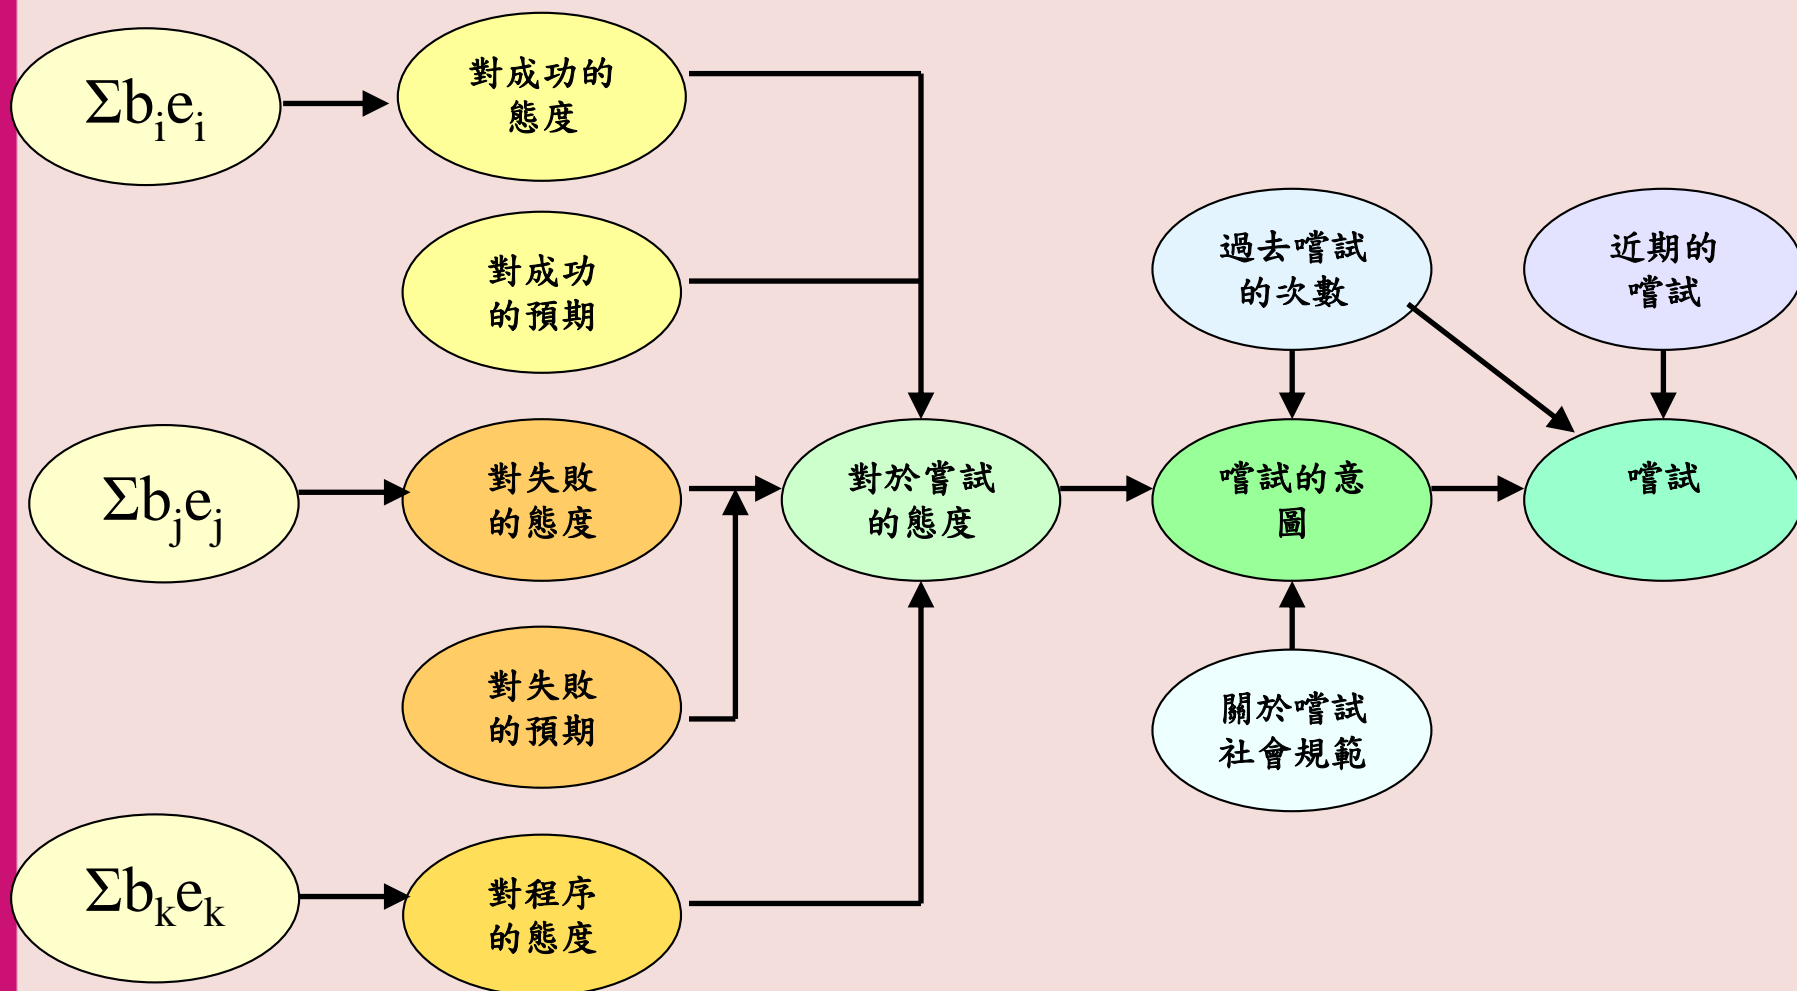 Σbᵢeᵢ
對成功的
態度
對成功
的預期
Σbⱼeⱼ
對失敗
的態度
對失敗
的預期
Σbₖeₖ
對程序
的態度
對於嘗試
的態度
過去嚐試
的次數
嚐試的意
圖
關於嚐試
社會規範
近期的
嚐試
嚐試